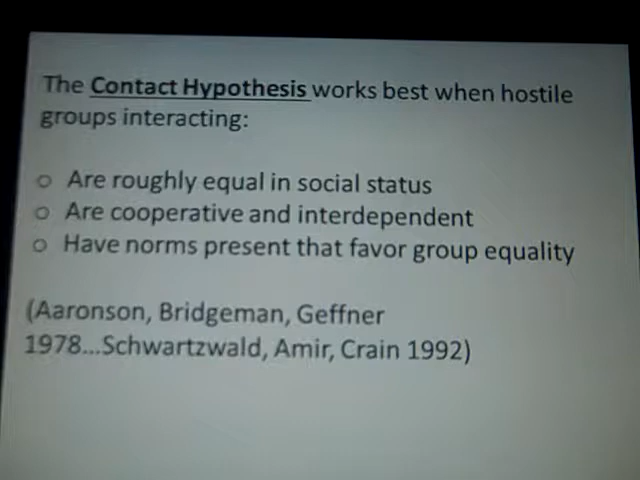 The Contact Hypothesis works best when hostile
groups interacting:
o Are roughly equal in social status
o Are cooperative and interdependent
o Have norms present that favor group equality
(Aaronson, Bridgeman, Geffner
1978...Schwartzwald, Amir, Crain 1992)